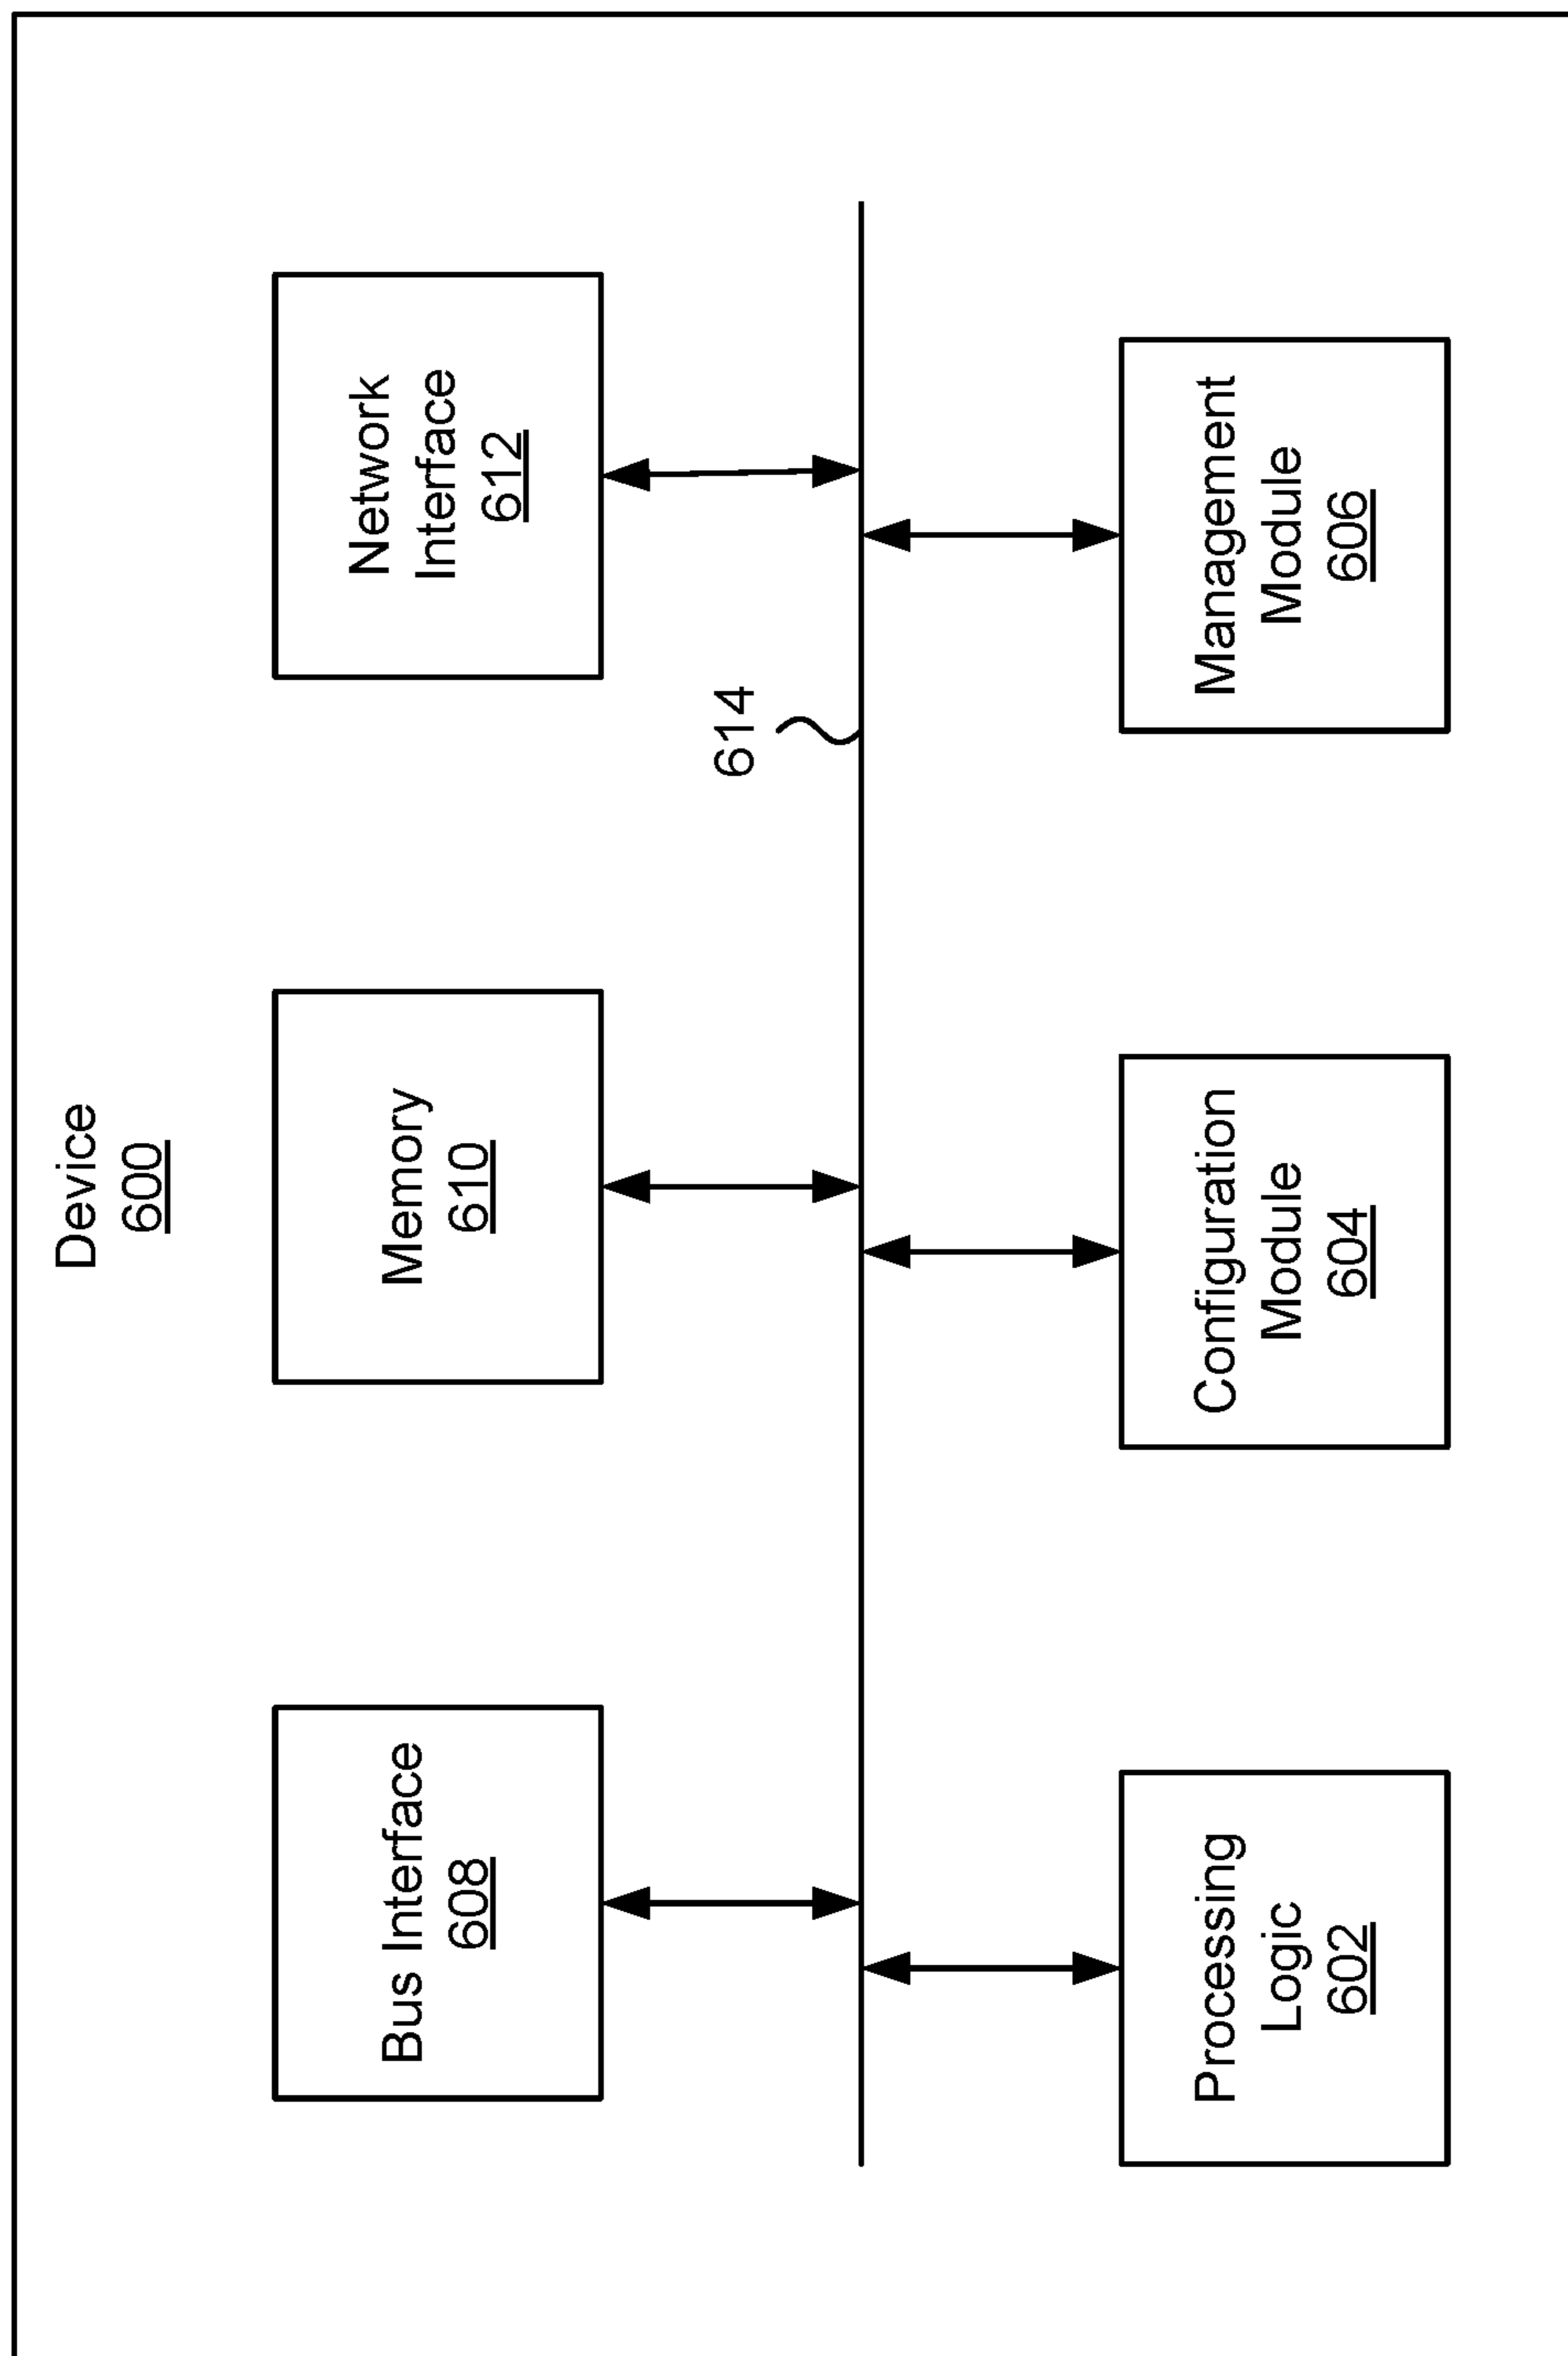 Device
600
Bus Interface
608
Memory
610
Network
Interface
612
614
Processing
Logic
602
Configuration
Module
604
Management
Module
606